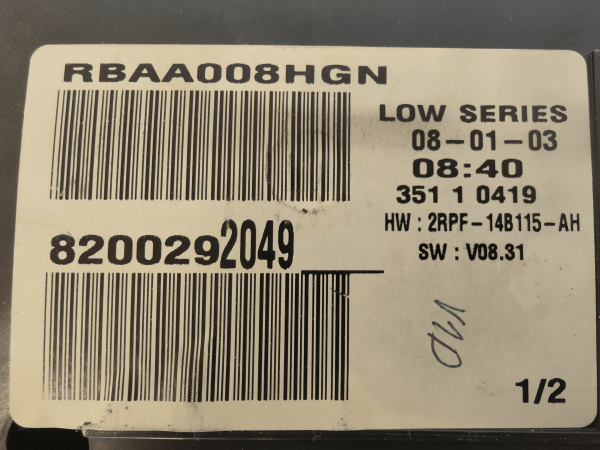 RBAA008HGN
LOW SERIES
08-01-03
08:40
351 1 0419
HW : 2RPF-14B115-AH
SW : V08.31
8200292049
1/2